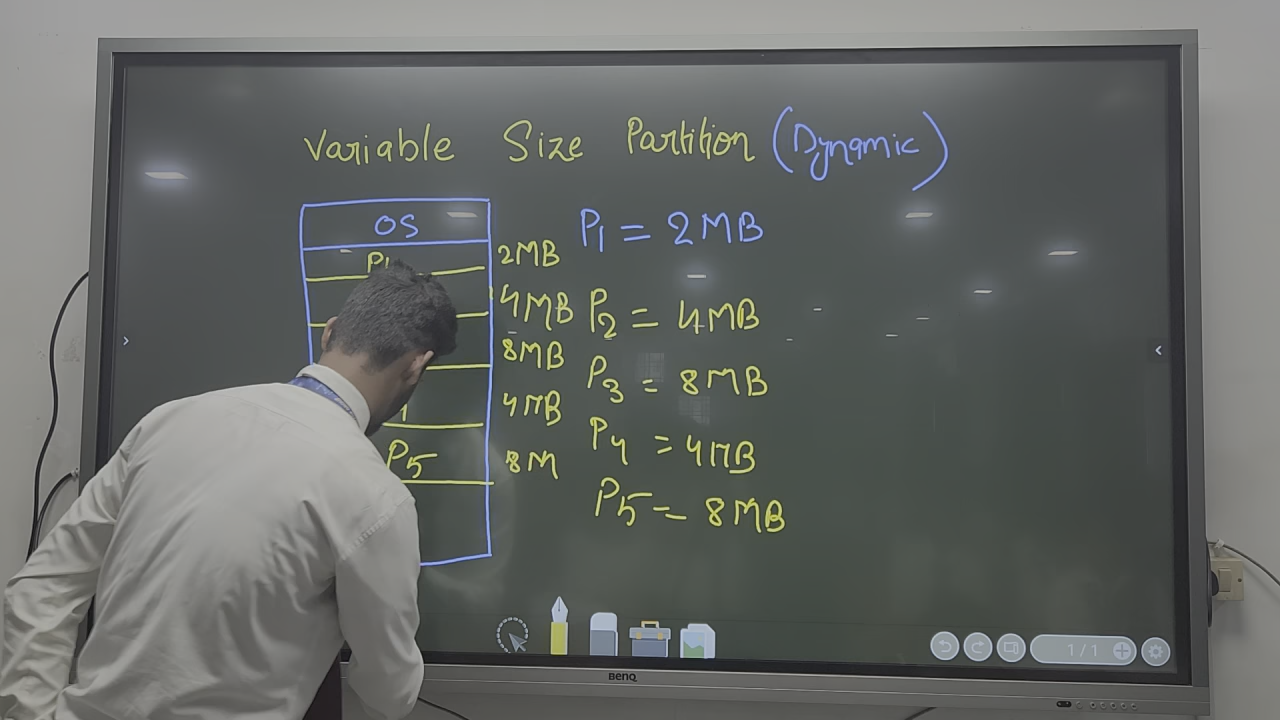 Variable Size Partition (Dynamic)
OS
P1
2MB
4MB
8MB
4MB
P5
8M
P1 = 2MB
P2 = 4MB
P3 = 8MB
P4 = 4MB
P5 = 8MB
1/1
BenQ